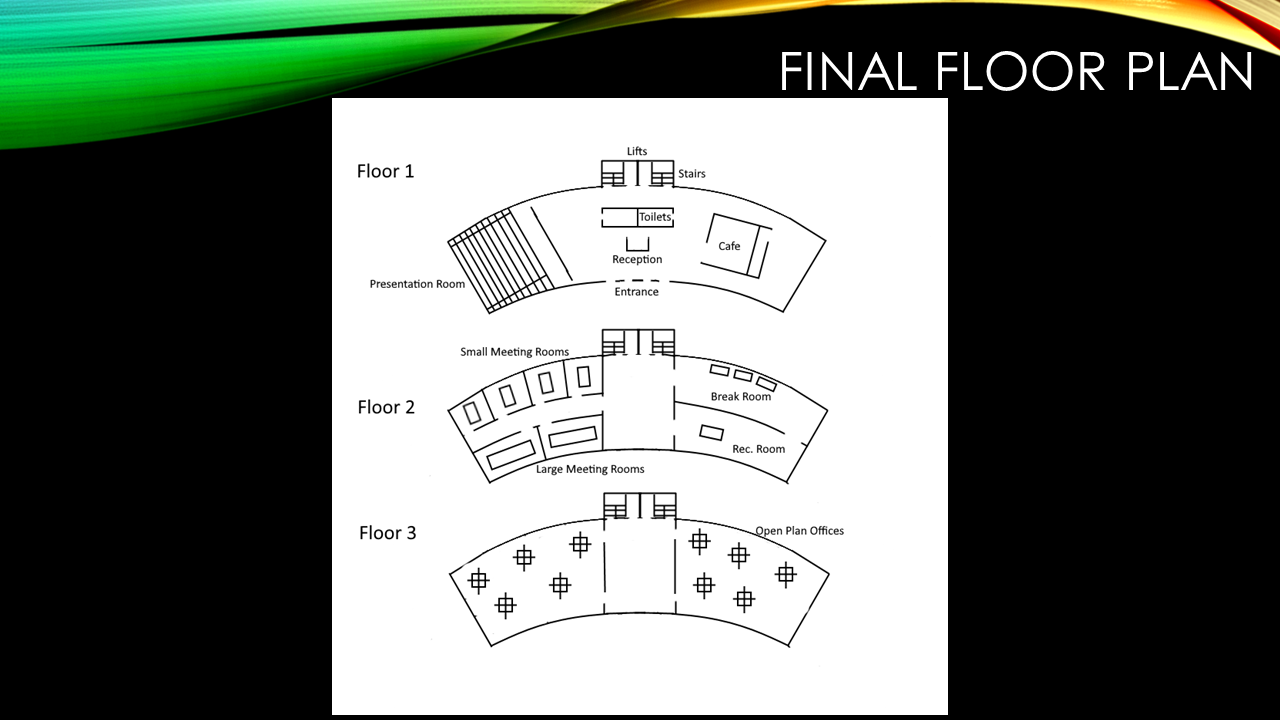 FINAL FLOOR PLAN
Lifts
Floor 1
Stairs
Toilets
Cafe
Reception
Presentation Room
Entrance
Small Meeting Rooms
Break Room
Floor 2
Rec. Room
Large Meeting Rooms
Floor 3
Open Plan Offices